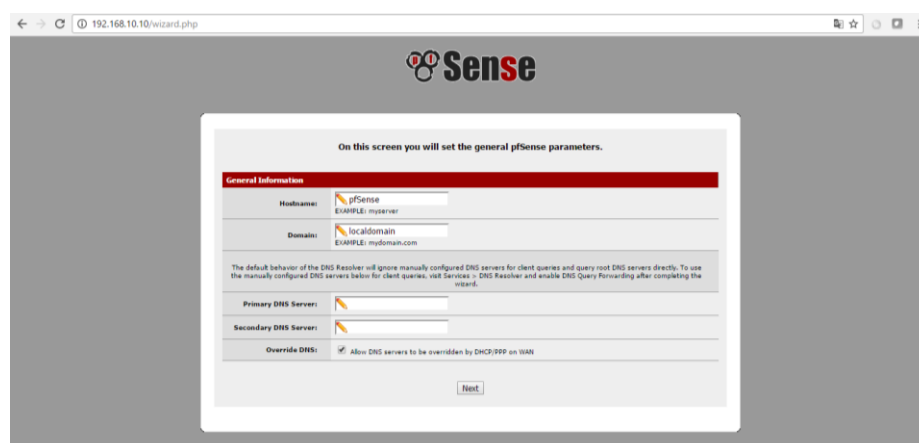 192.168.10.10/wizard.php
Sense
On this screen you will set the general pfSense parameters.
General Information
Hostname: pfSense
EXAMPLE: myserver
Domain: localdomain
EXAMPLE: mydomain.com
The default behavior of the DNS Resolver will ignore manually configured DNS servers for client queries and query root DNS servers directly. To use
the manually configured DNS servers below for client queries, visit Services > DNS Resolver and enable DNS Query Forwarding after completing the
wizard.
Primary DNS Server:
Secondary DNS Server:
Override DNS: Allow DNS servers to be overridden by DHCP/PPP on WAN
Next